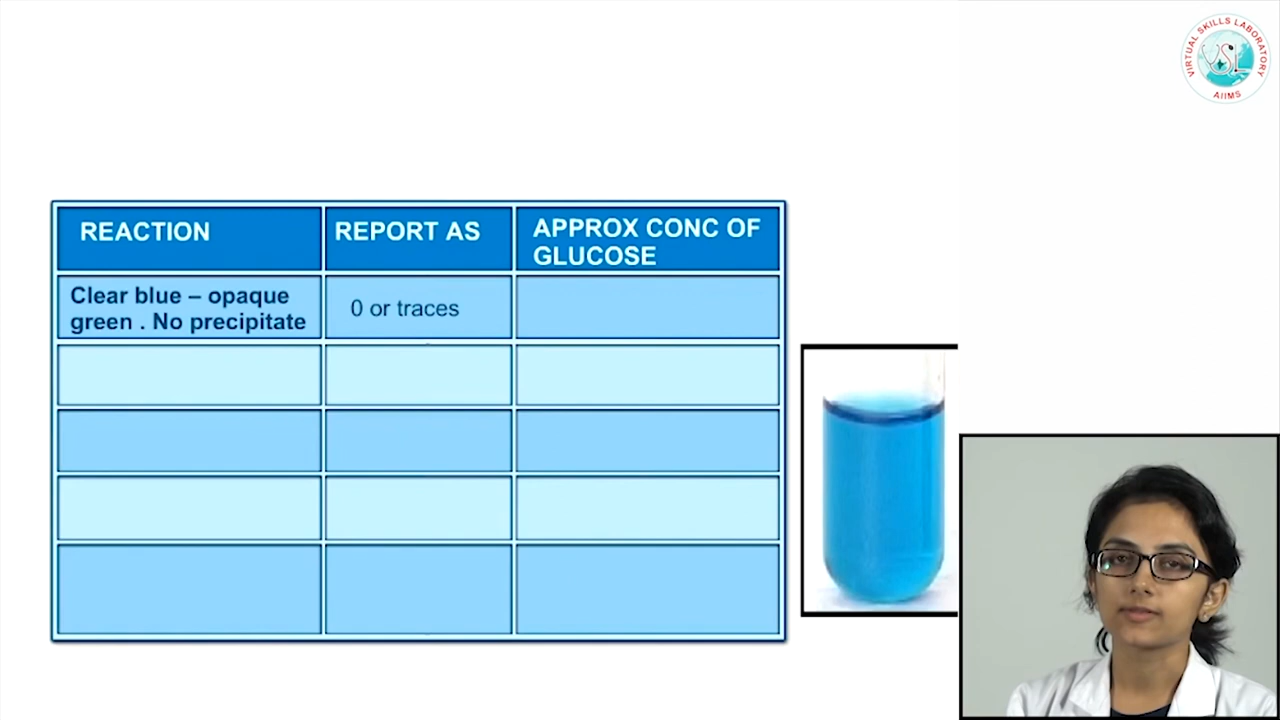 VIRTUAL SKILLS LABORATORY
VSL
AIIMS
REACTION
REPORT AS
APPROX CONC OF
GLUCOSE
Clear blue – opaque
green . No precipitate
0 or traces